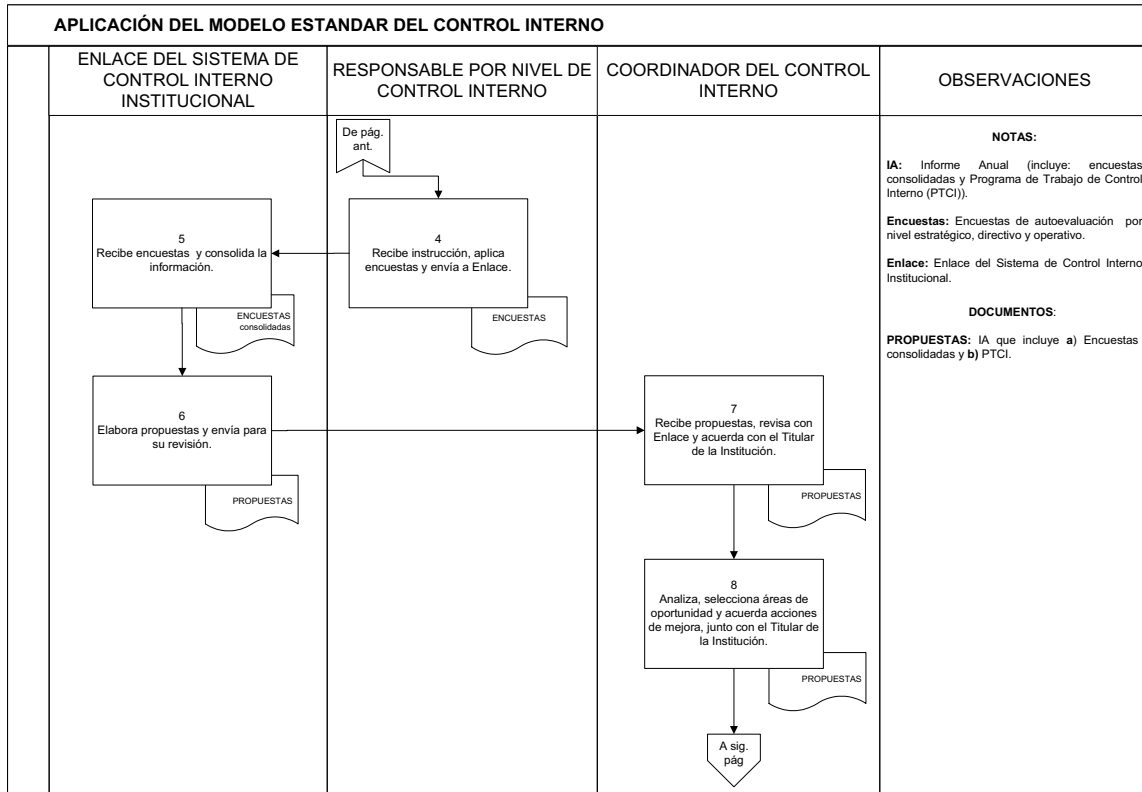 APLICACIÓN DEL MODELO ESTANDAR DEL CONTROL INTERNO
ENLACE DEL SISTEMA DE
CONTROL INTERNO
INSTITUCIONAL
RESPONSABLE POR NIVEL DE
CONTROL INTERNO
COORDINADOR DEL CONTROL
INTERNO
OBSERVACIONES
De pág.
ant.
4
Recibe instrucción, aplica
encuestas y envía a Enlace.
ENCUESTAS
5
Recibe encuestas y consolida la
información.
ENCUESTAS
consolidadas
6
Elabora propuestas y envía para
su revisión.
PROPUESTAS
7
Recibe propuestas, revisa con
Enlace y acuerda con el Titular
de la Institución.
PROPUESTAS
8
Analiza, selecciona áreas de
oportunidad y acuerda acciones
de mejora, junto con el Titular de
la Institución.
PROPUESTAS
A sig.
pág
NOTAS:
IA: Informe Anual (incluye: encuestas
consolidadas y Programa de Trabajo de Control
Interno (PTCI)).
Encuestas: Encuestas de autoevaluación por
nivel estratégico, directivo y operativo.
Enlace: Enlace del Sistema de Control Interno
Institucional.
DOCUMENTOS:
PROPUESTAS: IA que incluye a) Encuestas
consolidadas y b) PTCI.